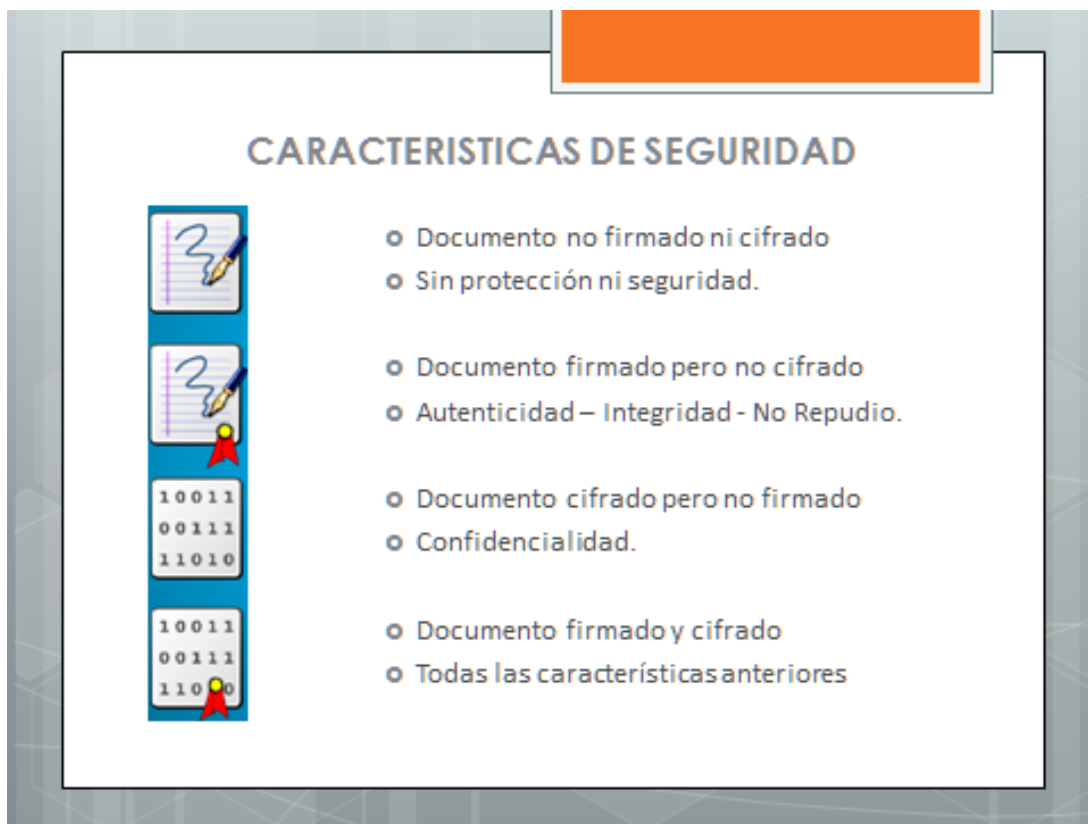 CARACTERISTICAS DE SEGURIDAD
Documento no firmado ni cifrado
Sin protección ni seguridad.
Documento firmado pero no cifrado
Autenticidad – Integridad - No Repudio.
10011
00111
11010
Documento cifrado pero no firmado
Confidencialidad.
10011
00111
110 0
Documento firmado y cifrado
Todas las características anteriores